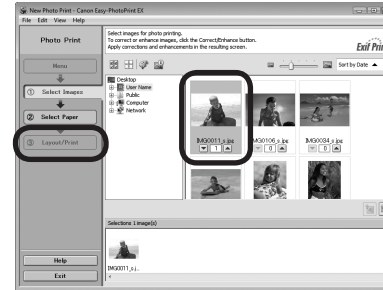 New Photo Print - Canon Easy-PhotoPrint EX
File Edit View Help
Photo Print
Select images for photo printing.
To correct or enhance images, click the Correct/Enhance button.
Apply corrections and enhancements in the resulting screen.
Exif Prin
Menu
Sort by Date
1 Select Images
2 Select Paper
3 Layout/Print
Desktop
User Name
Public
Computer
Network
IMG0011_s.jpg
IMG0106_s.jpg
IMG0034_s.jpg
1
0
0
Selections 1 image(s)
IMG0011_s.j...
Help
Exit